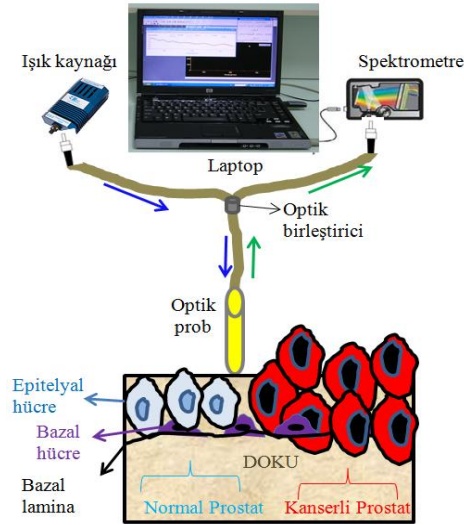 Işık kaynağı
Spektrometre
Laptop
Optik
birleştirici
Optik
prob
Epitelyal
hücre
Bazal
hücre
Bazal
lamina
DOKU
Normal Prostat
Kanserli Prostat